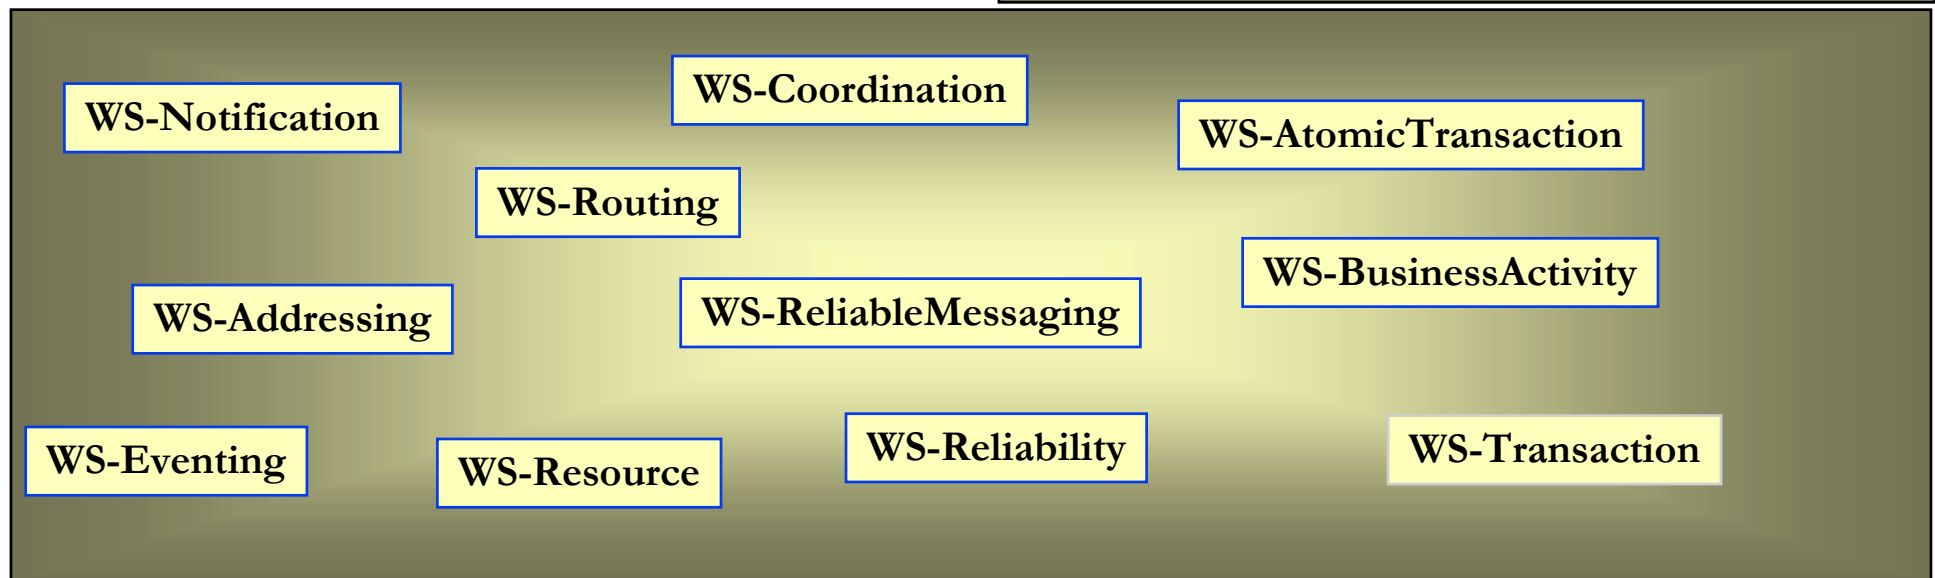 WS-Coordination
WS-Notification
WS-AtomicTransaction
WS-Routing
WS-BusinessActivity
WS-Addressing
WS-ReliableMessaging
WS-Eventing
WS-Resource
WS-Reliability
WS-Transaction